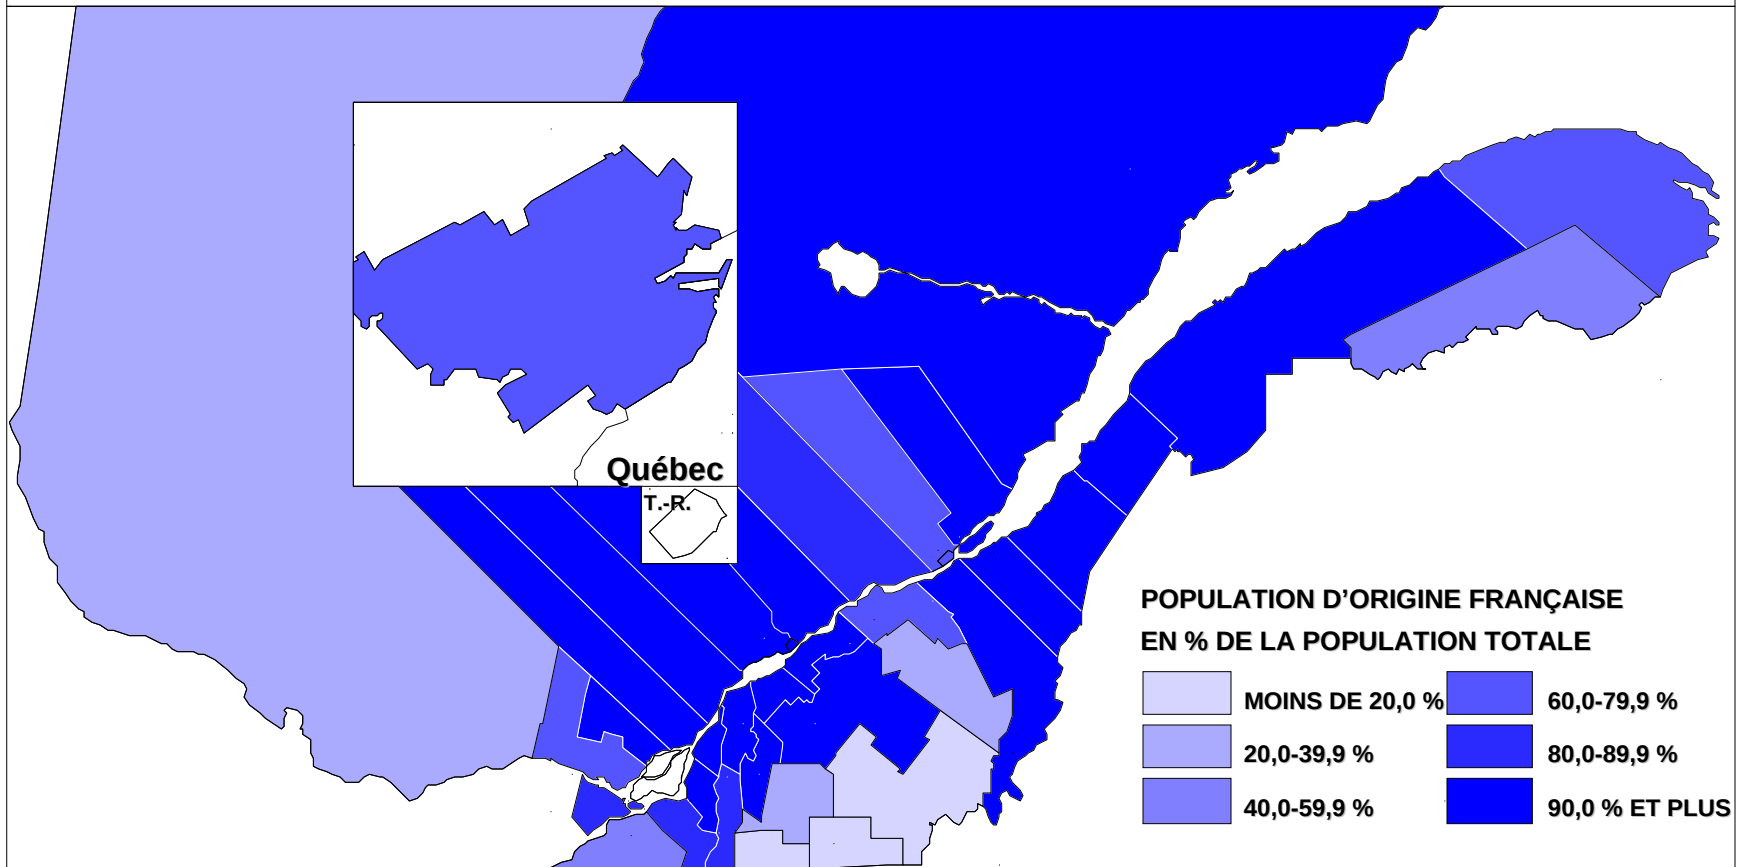 Québec
T.-R.
POPULATION D’ORIGINE FRANÇAISE
EN % DE LA POPULATION TOTALE
MOINS DE 20,0 %
20,0-39,9 %
40,0-59,9 %
60,0-79,9 %
80,0-89,9 %
90,0 % ET PLUS